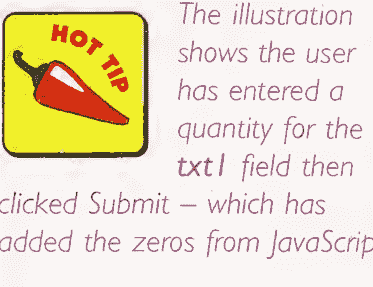 HOT TIP
The illustration
shows the user
has entered a
quantity for the
txt1 field then
clicked Submit – which has
added the zeros from JavaScrip